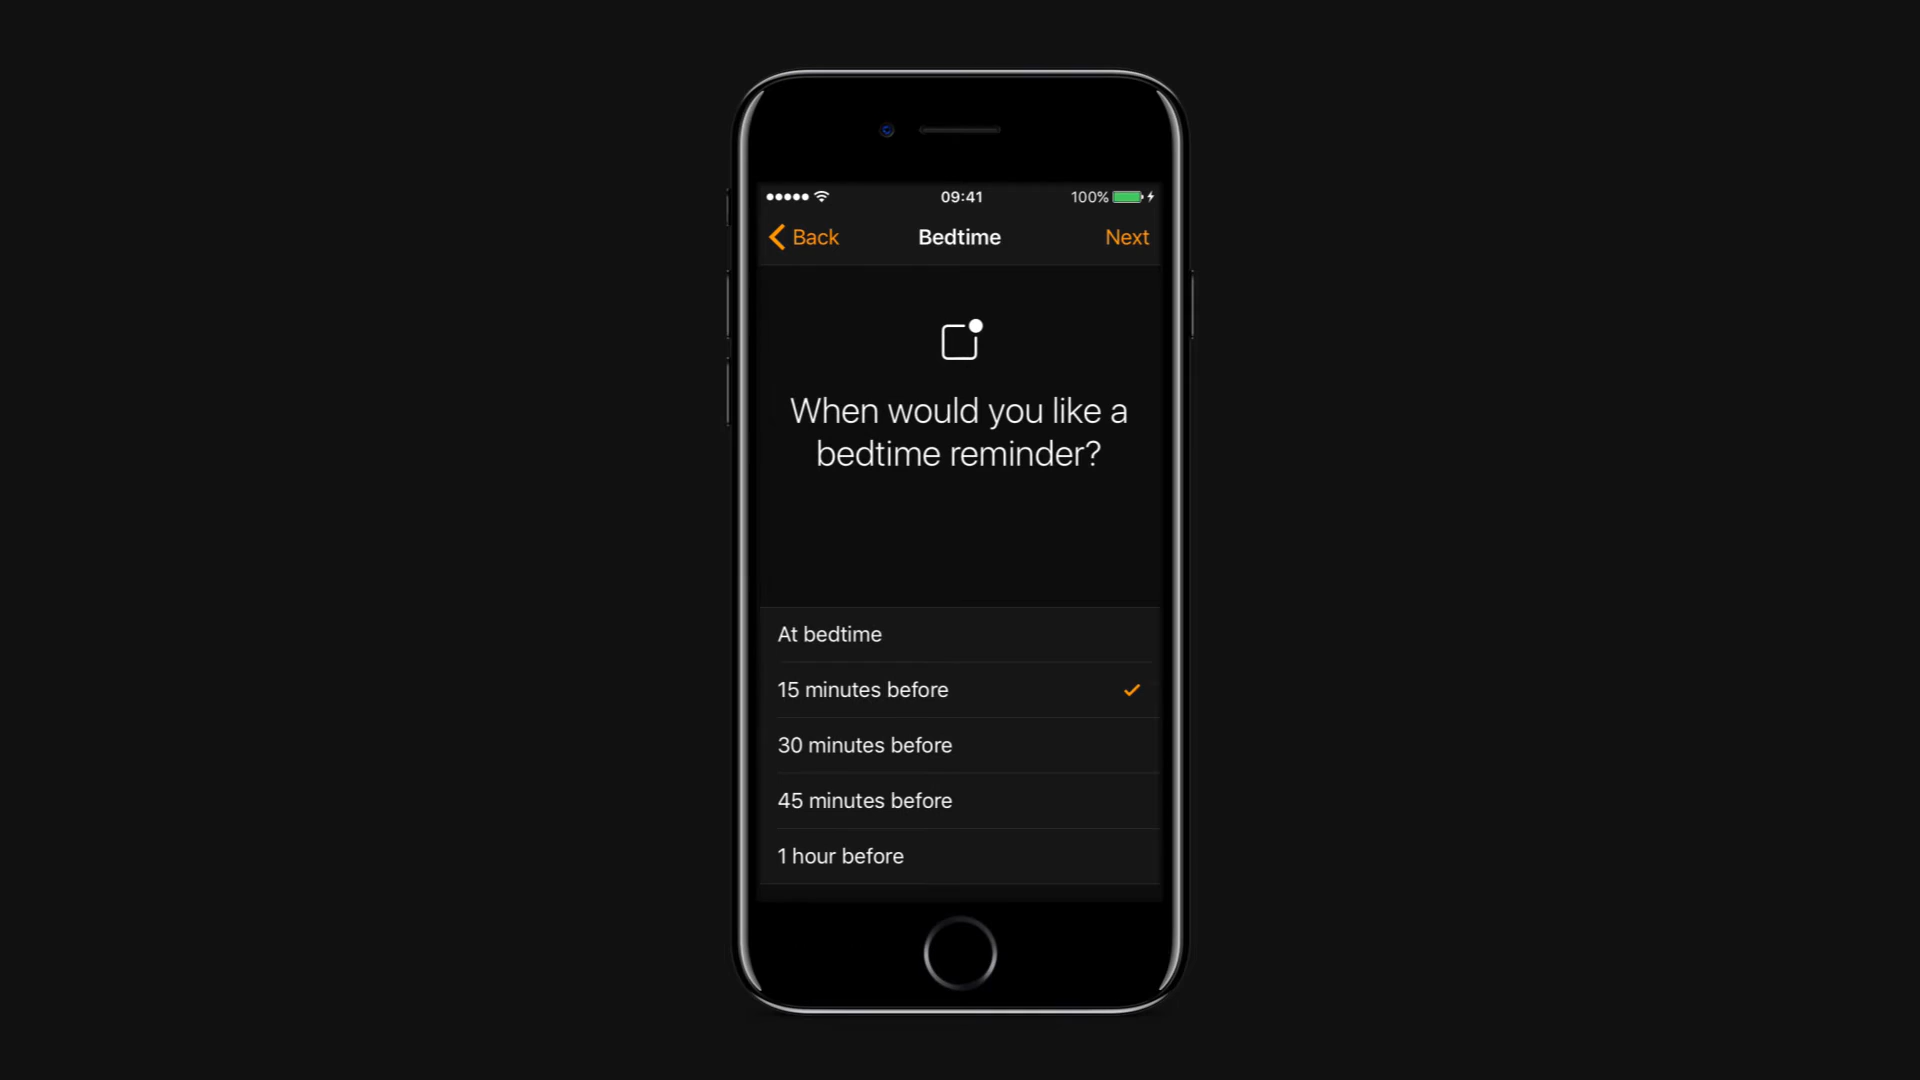 09:41
100%
Back
Bedtime
Next
When would you like a
bedtime reminder?
At bedtime
15 minutes before
30 minutes before
45 minutes before
1 hour before